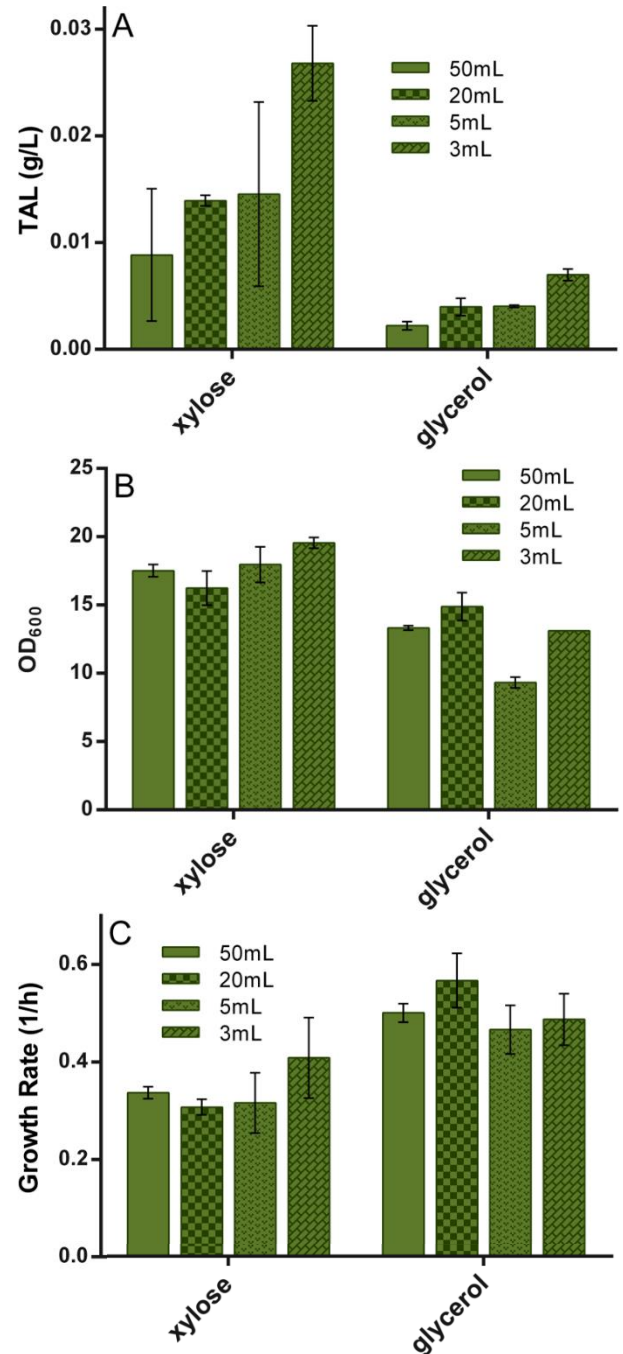 A
TAL (g/L)
0.03
0.02
0.01
0.00
50mL
20mL
5mL
3mL
xylose
glycerol
B
OD600
25
20
15
10
5
0
50mL
20mL
5mL
3mL
xylose
glycerol
C
Growth Rate (1/h)
0.6
0.4
0.2
0.0
50mL
20mL
5mL
3mL
xylose
glycerol